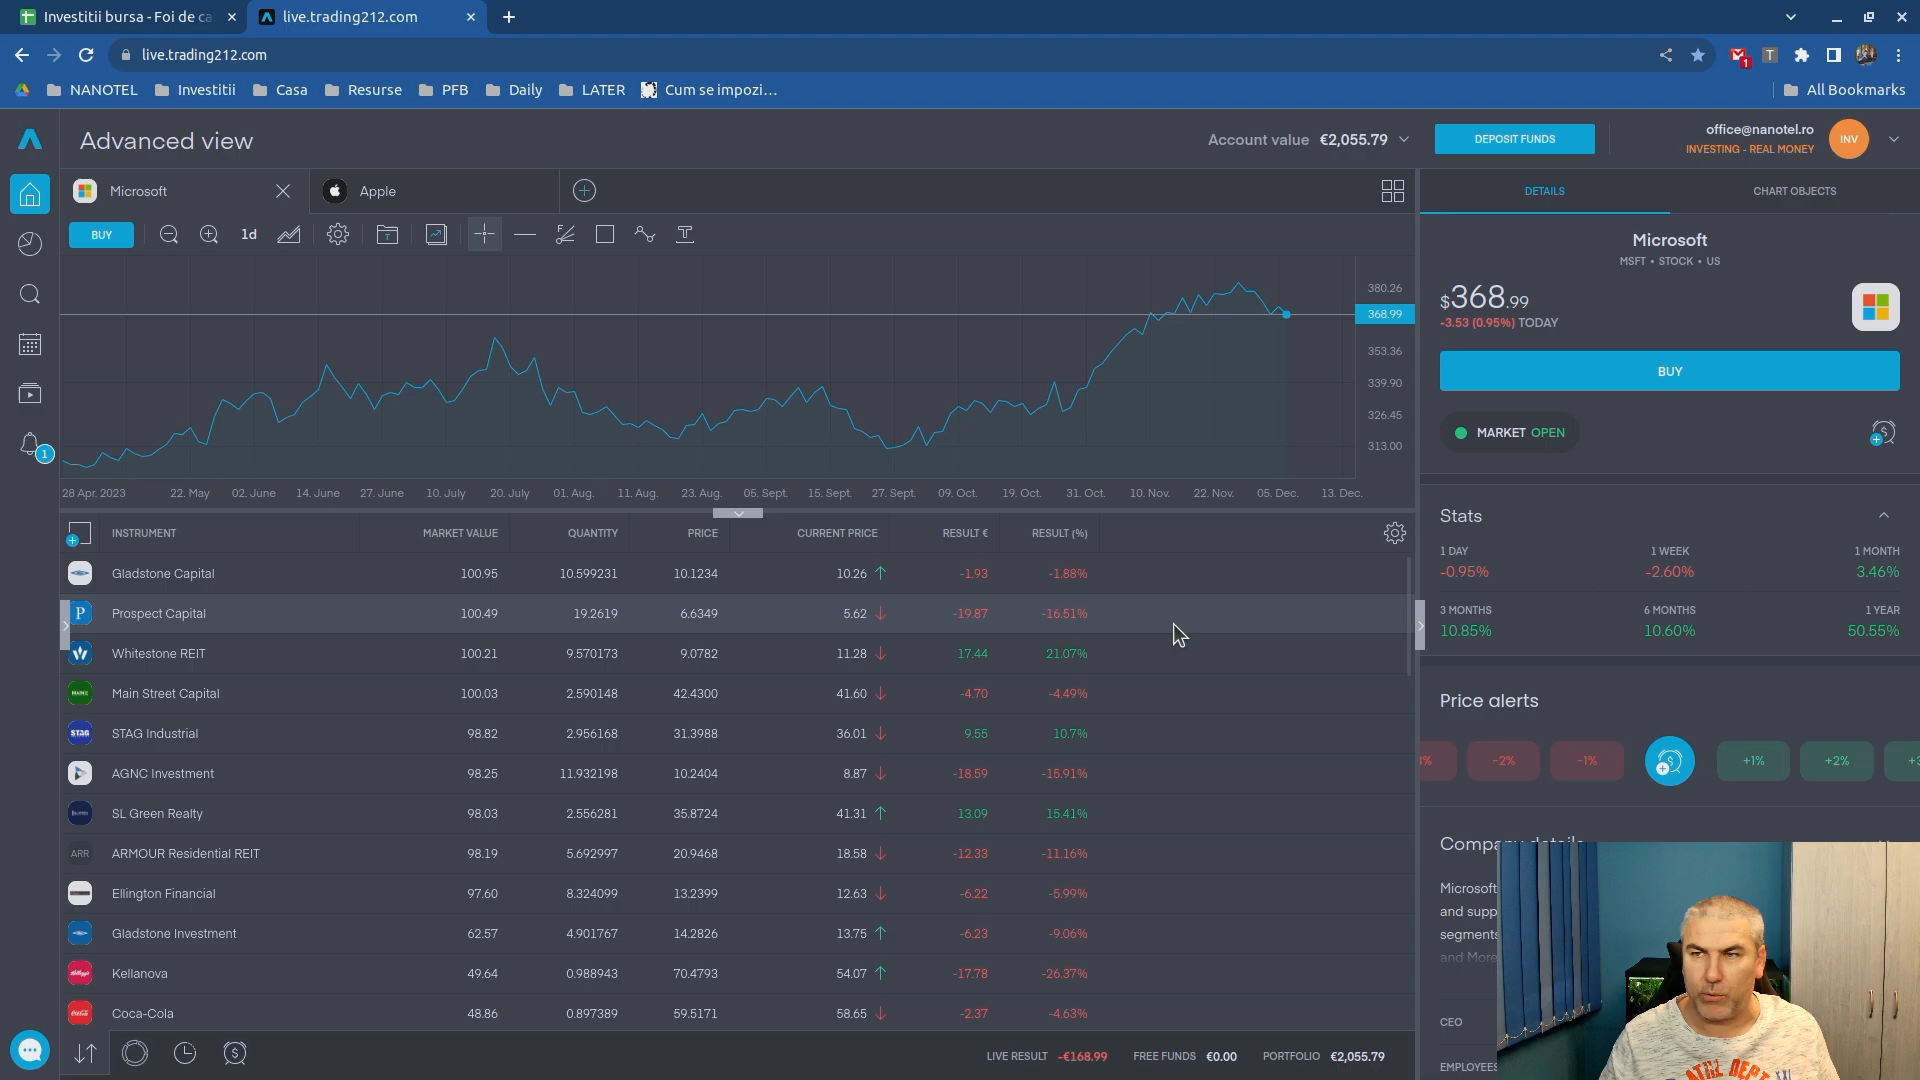 Investitii bursa - Foi de ca
live.trading212.com
live.trading212.com
1
T
NANOTEL
Investitii
Casa
Resurse
PFB
Daily
LATER
Cum se impozi...
All Bookmarks
Advanced view
Account value €2,055.79
DEPOSIT FUNDS
office@nanotel.ro
INVESTING - REAL MONEY
INV
Microsoft
Apple
DETAILS
CHART OBJECTS
BUY
1d
Microsoft
MSFT • STOCK • US
$368.99
-3.53 (0.95%) TODAY
BUY
MARKET OPEN
380.26
368.99
353.36
339.90
326.45
313.00
28 Apr. 2023 22. May 02. June 14. June 27. June 10. July 20. July 01. Aug. 11. Aug. 23. Aug. 05. Sept. 15. Sept. 27. Sept. 09. Oct. 19. Oct. 31. Oct. 10. Nov. 22. Nov. 05. Dec. 13. Dec.
1
INSTRUMENT MARKET VALUE QUANTITY PRICE CURRENT PRICE RESULT € RESULT (%)
Gladstone Capital 100.95 10.599231 10.1234 10.26 -1.93 -1.88%
P Prospect Capital 100.49 19.2619 6.6349 5.62 -19.87 -16.51%
Whitestone REIT 100.21 9.570173 9.0782 11.28 17.44 21.07%
MAIN Main Street Capital 100.03 2.590148 42.4300 41.60 -4.70 -4.49%
STAG STAG Industrial 98.82 2.956168 31.3988 36.01 9.55 10.7%
AGNC Investment 98.25 11.932198 10.2404 8.87 -18.59 -15.91%
SL Green Realty 98.03 2.556281 35.8724 41.31 13.09 15.41%
ARR ARMOUR Residential REIT 98.19 5.692997 20.9468 18.58 -12.33 -11.16%
Ellington Financial 97.60 8.324099 13.2399 12.63 -6.22 -5.99%
Gladstone Investment 62.57 4.901767 14.2826 13.75 -6.23 -9.06%
Kellanova 49.64 0.988943 70.4793 54.07 -17.78 -26.37%
Coca-Cola 48.86 0.897389 59.5171 58.65 -2.37 -4.63%
LIVE RESULT -€168.99 FREE FUNDS €0.00 PORTFOLIO €2,055.79
Stats
1 DAY 1 WEEK 1 MONTH
-0.95% -2.60% 3.46%
3 MONTHS 6 MONTHS 1 YEAR
10.85% 10.60% 50.55%
Price alerts
-2% -1% +1% +2%
Company details
Microsoft
and supp
segments
and More
CEO
EMPLOYEES